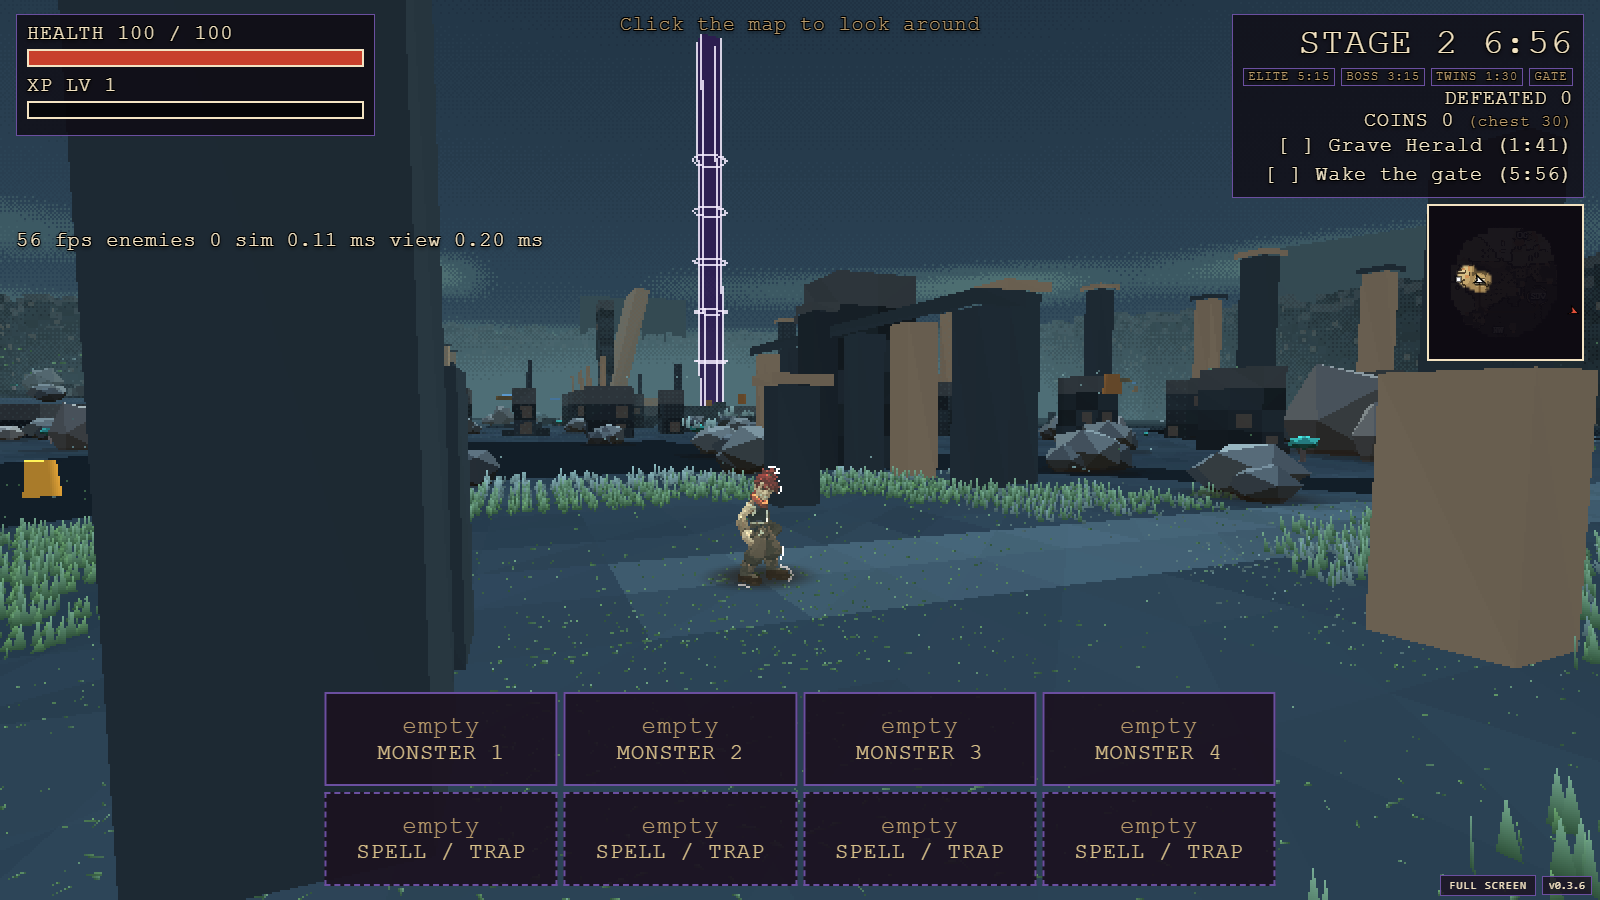 Click the map to look around
HEALTH 100 / 100
XP LV 1
STAGE 2 6:56
ELITE 5:15 BOSS 3:15 TWINS 1:30 GATE
DEFEATED 0
COINS 0 (chest 30)
[ ] Grave Herald (1:41)
[ ] Wake the gate (5:56)
56 fps enemies 0 sim 0.11 ms view 0.20 ms
empty empty empty empty
MONSTER 1 MONSTER 2 MONSTER 3 MONSTER 4
empty empty empty empty
SPELL / TRAP SPELL / TRAP SPELL / TRAP SPELL / TRAP
FULL SCREEN v0.3.6